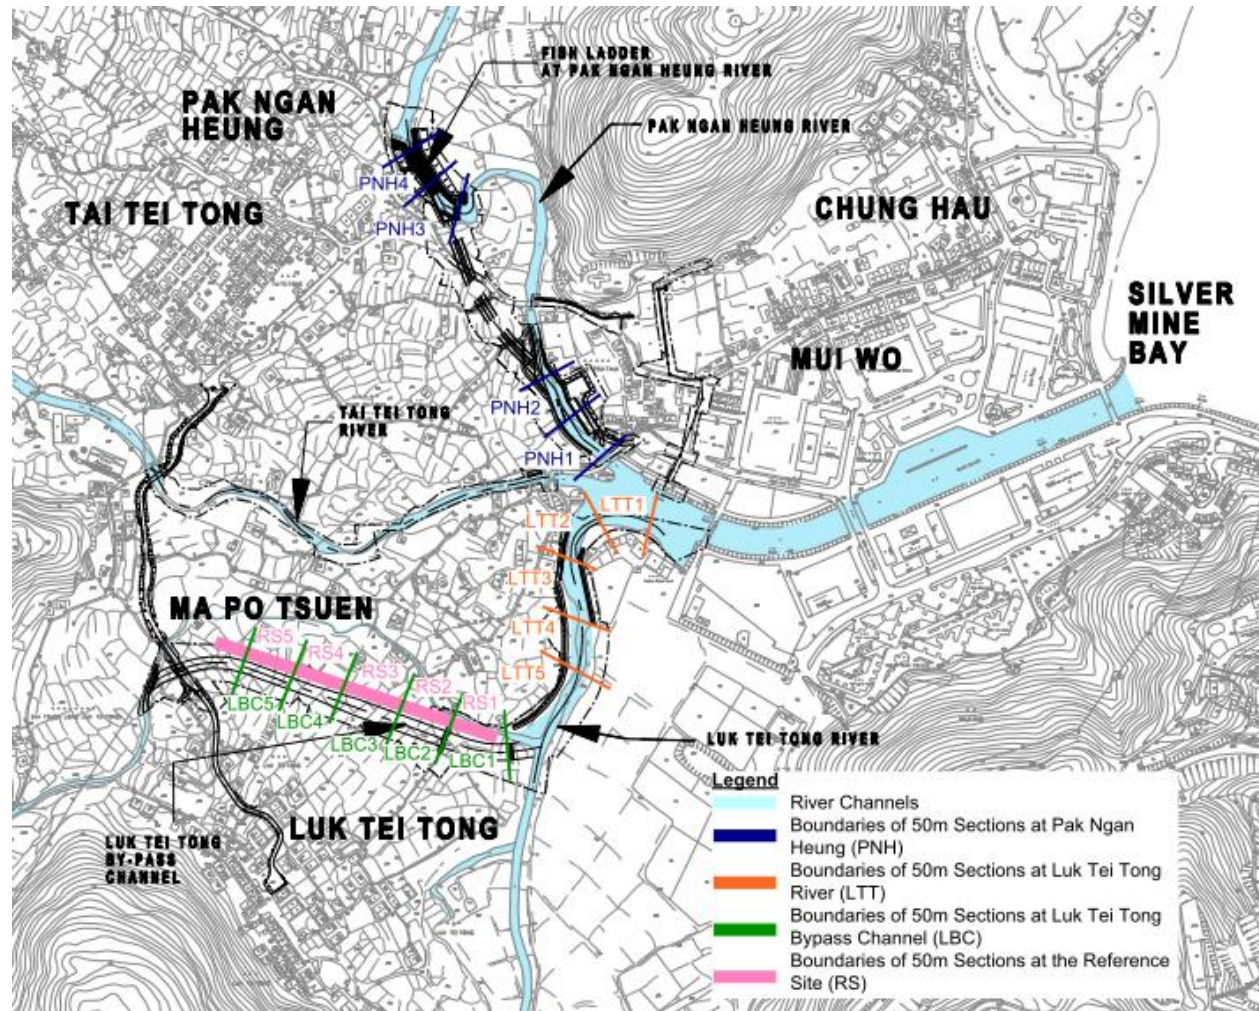 FISH LADDER
AT PAK NGAN HEUNG RIVER
PAK NGAN
HEUNG
PAK NGAN HEUNG RIVER
PNH4
TAI TEI TONG
CHUNG HAU
PNH3
SILVER
MINE
BAY
MUI WO
PNH2
TAI TEI TONG
RIVER
PNH1
LTT1
LTT2
LTT3
MA PO TSUEN
LTT4
RS5
RS4
RS3
LTT5
RS2
RS1
LBC5
LBC4
LBC3
LBC2
LBC1
LUK TEI TONG RIVER
LUK TEI TONG
LUK TEI TONG
BY-PASS
CHANNEL
Legend
River Channels
Boundaries of 50m Sections at Pak Ngan
Heung (PNH)
Boundaries of 50m Sections at Luk Tei Tong
River (LTT)
Boundaries of 50m Sections at Luk Tei Tong
Bypass Channel (LBC)
Boundaries of 50m Sections at the Reference
Site (RS)